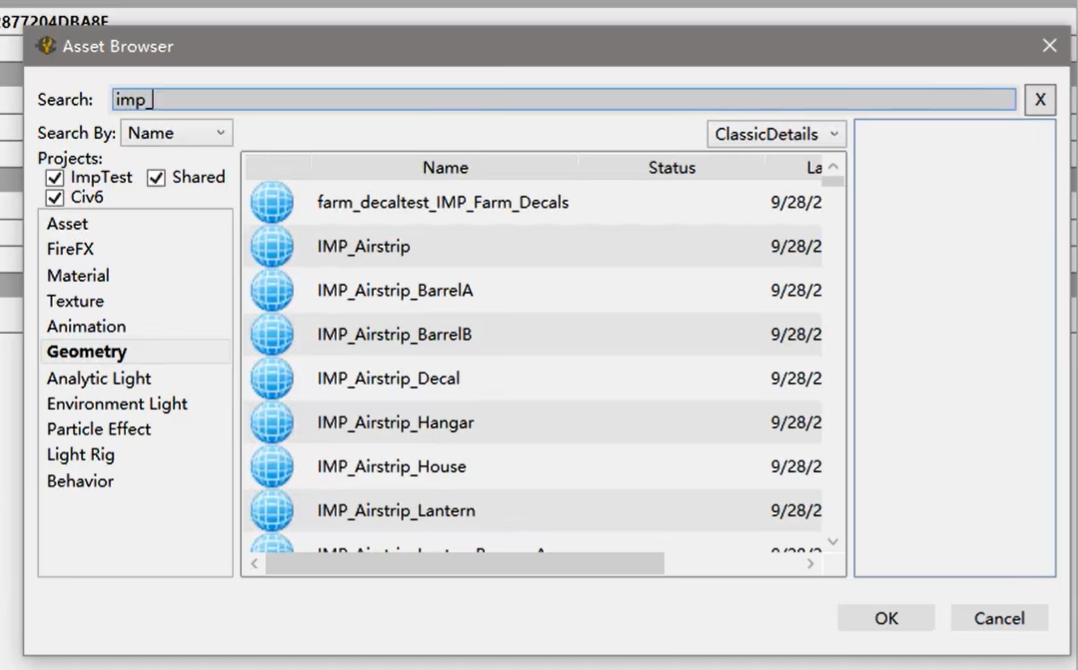 2877204DBA8F
Asset Browser
Search: imp_ X
Search By: Name ClassicDetails
Projects:
ImpTest Shared
Civ6
Asset
FireFX
Material
Texture
Animation
Geometry
Analytic Light
Environment Light
Particle Effect
Light Rig
Behavior
Name Status La
farm_decaltest_IMP_Farm_Decals 9/28/2
IMP_Airstrip 9/28/2
IMP_Airstrip_BarrelA 9/28/2
IMP_Airstrip_BarrelB 9/28/2
IMP_Airstrip_Decal 9/28/2
IMP_Airstrip_Hangar 9/28/2
IMP_Airstrip_House 9/28/2
IMP_Airstrip_Lantern 9/28/2
OK Cancel